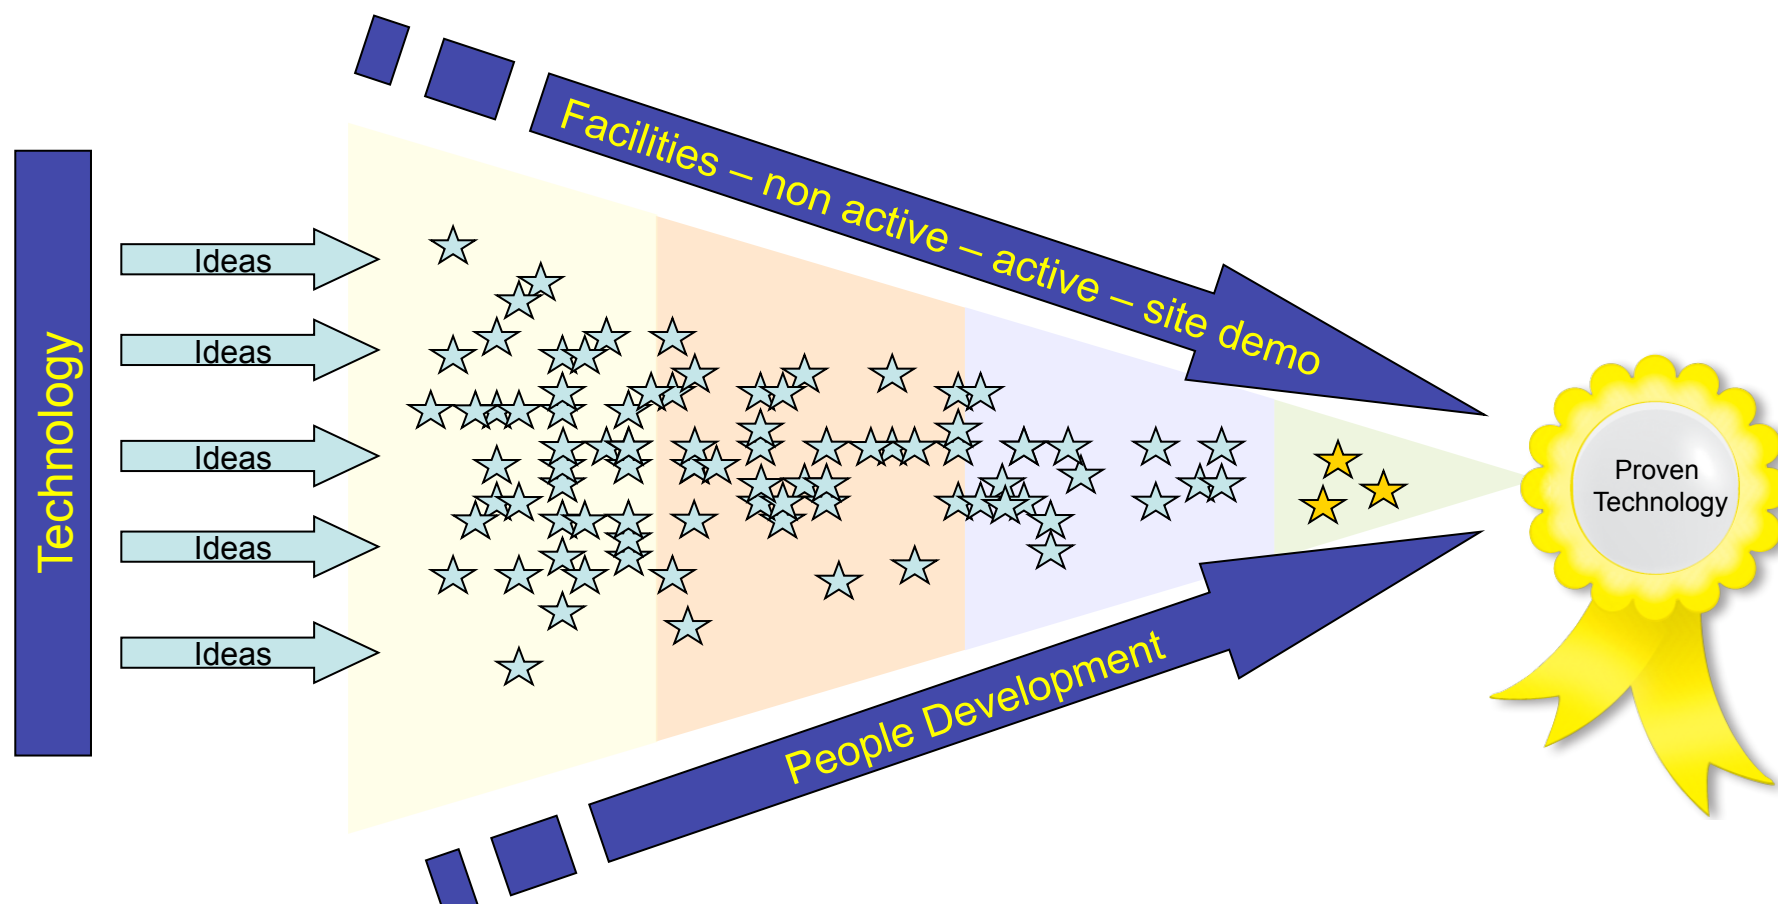 Technology
Ideas
Ideas
Ideas
Ideas
Ideas
Facilities – non active – active – site demo
People Development
Proven
Technology